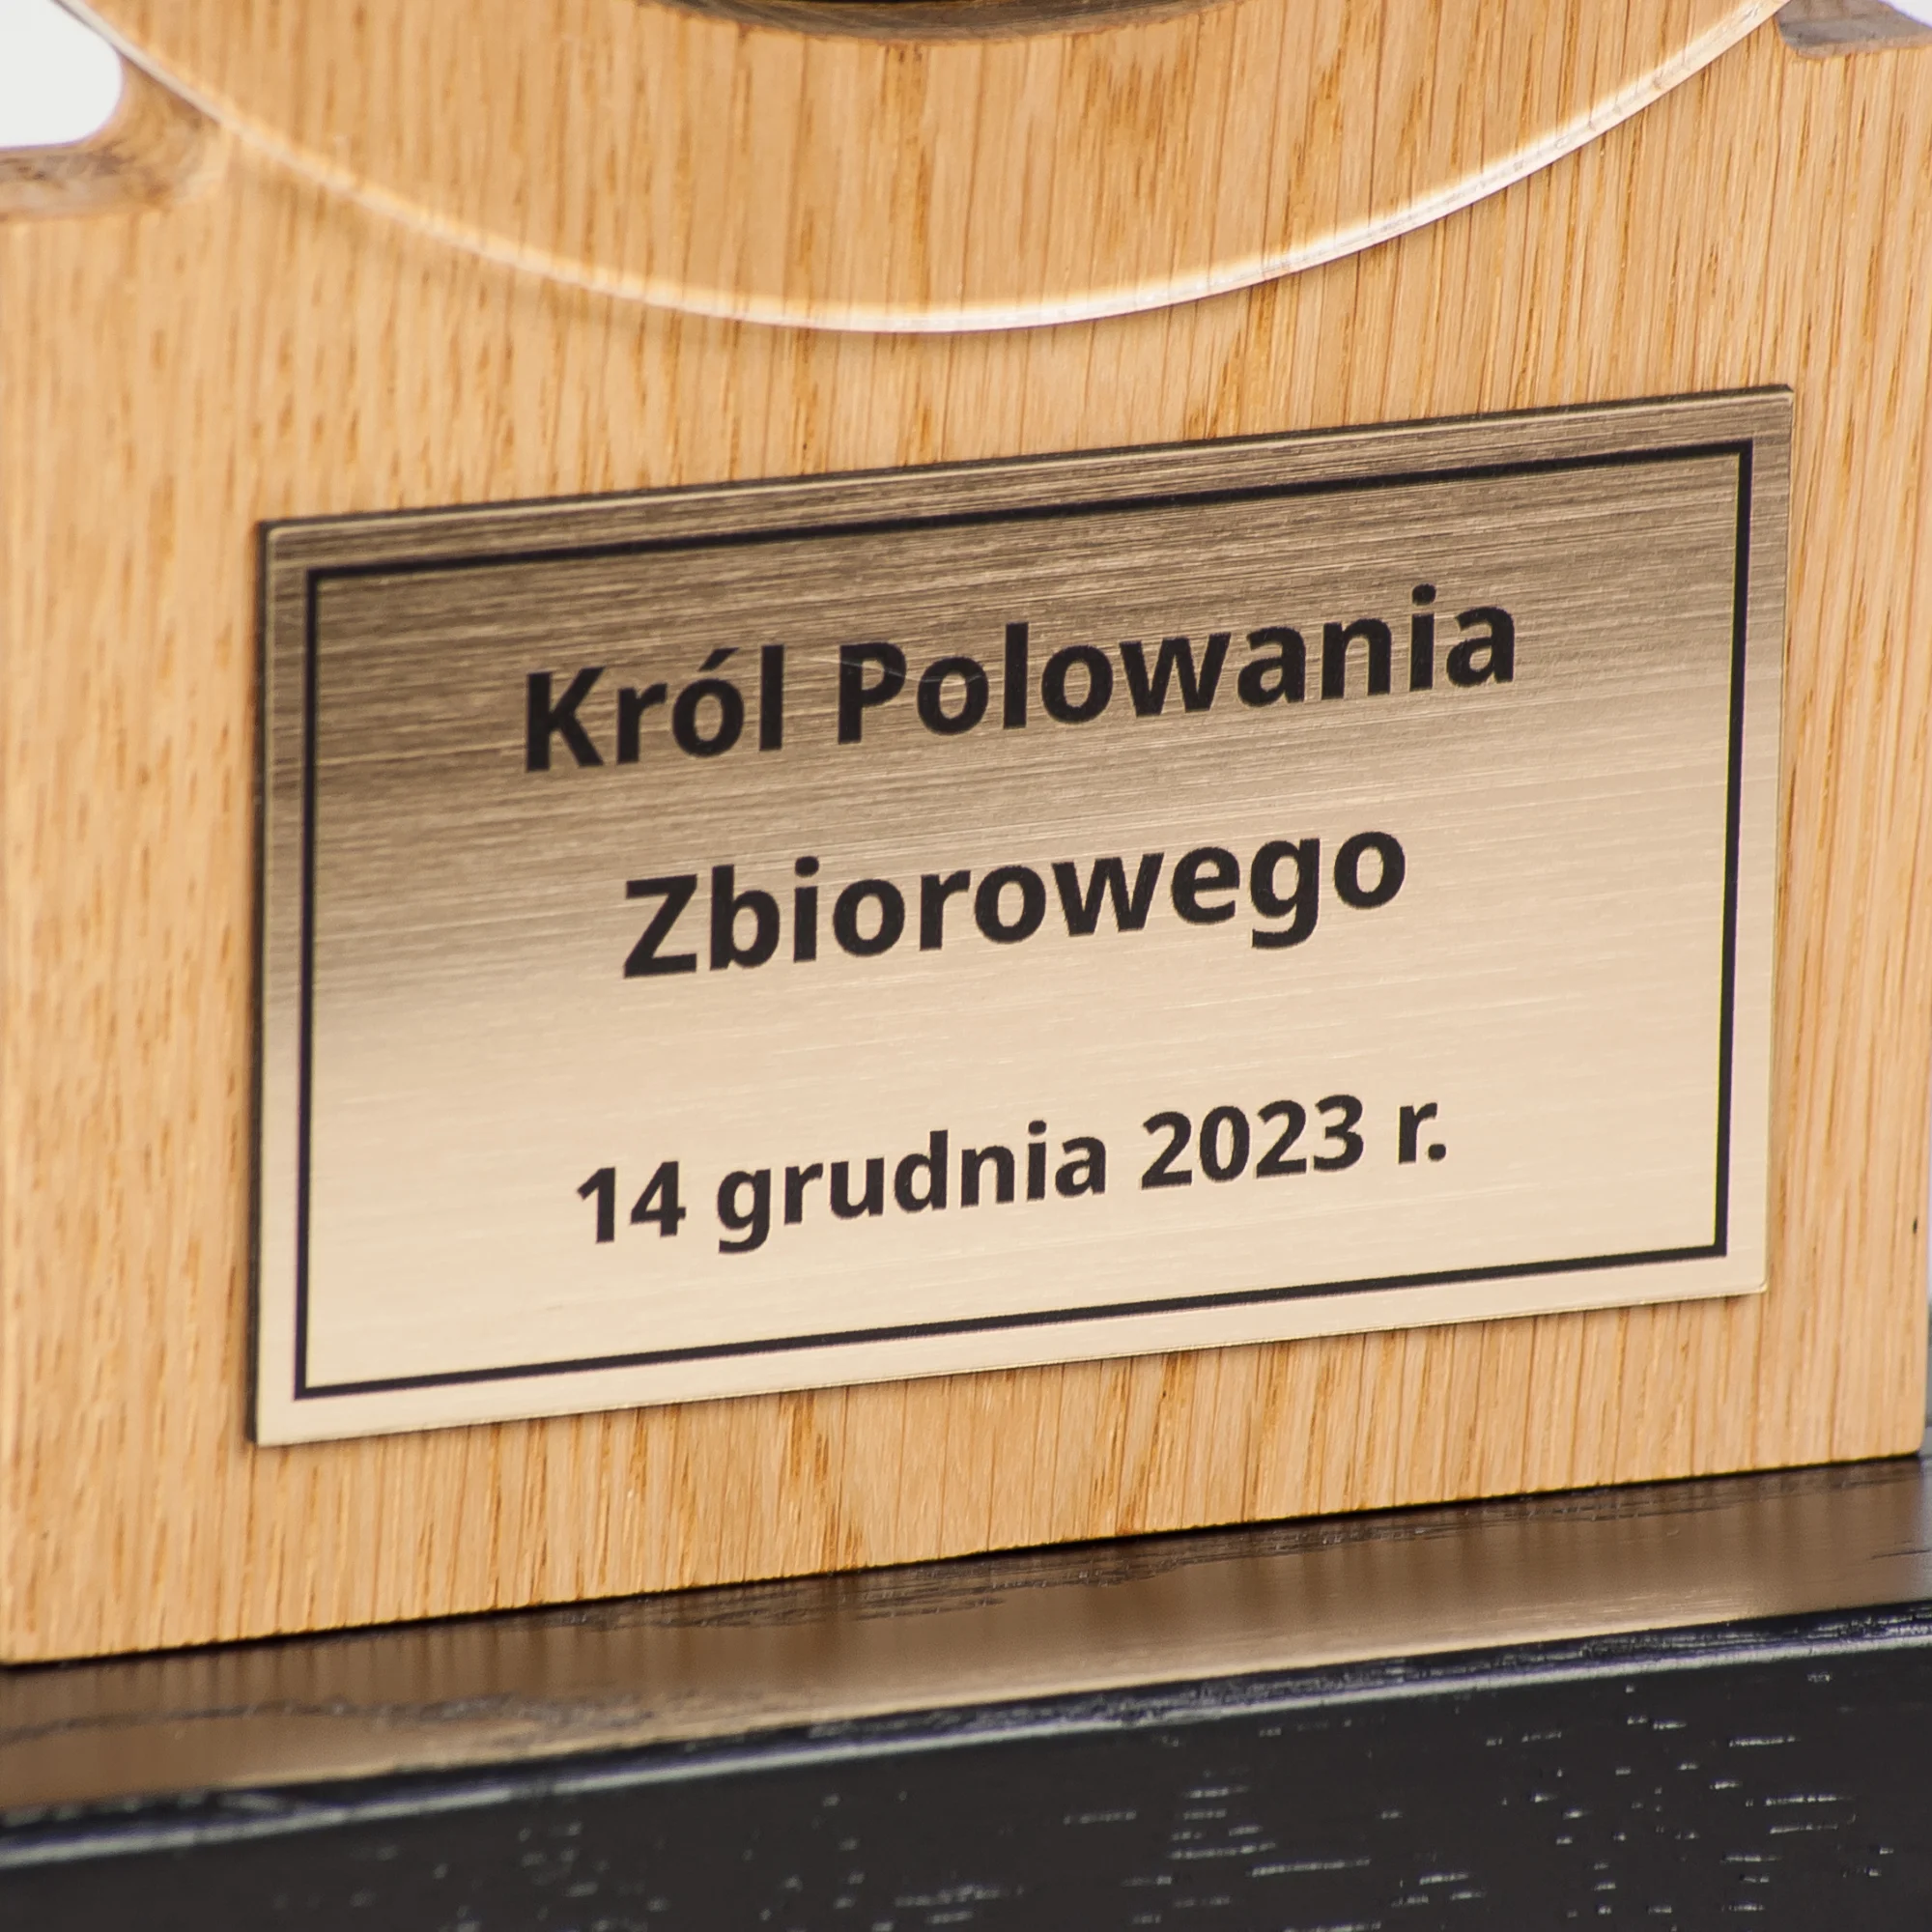 Król Polowania
Zbiorowego
14 grudnia 2023 r.